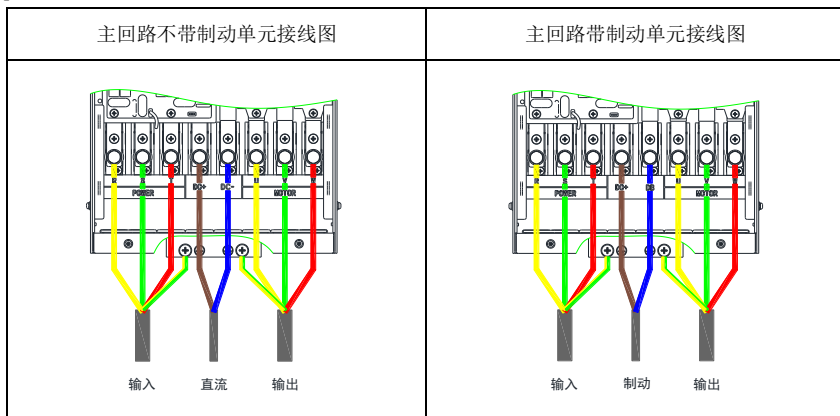 主回路不带制动单元接线图
主回路带制动单元接线图
R S T DC+ DC- U V W
POWER MOTOR
输入 直流 输出
R S T DC+ DB U V W
POWER MOTOR
输入 制动 输出